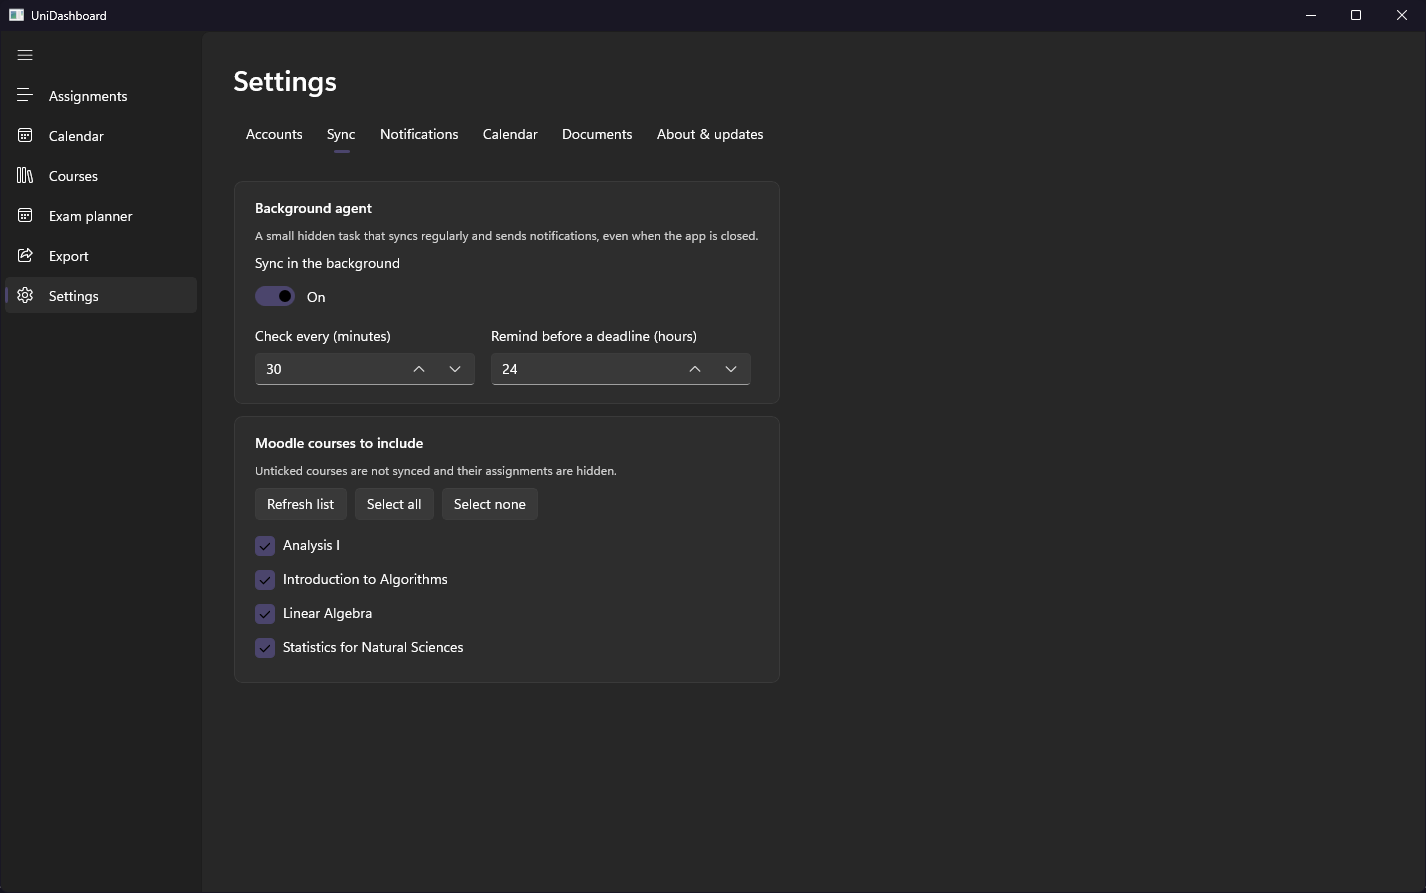 UniDashboard
Assignments
Calendar
Courses
Exam planner
Export
Settings
Settings
Accounts Sync Notifications Calendar Documents About & updates
Background agent
A small hidden task that syncs regularly and sends notifications, even when the app is closed.
Sync in the background
On
Check every (minutes) Remind before a deadline (hours)
30 24
Moodle courses to include
Unticked courses are not synced and their assignments are hidden.
Refresh list Select all Select none
Analysis I
Introduction to Algorithms
Linear Algebra
Statistics for Natural Sciences